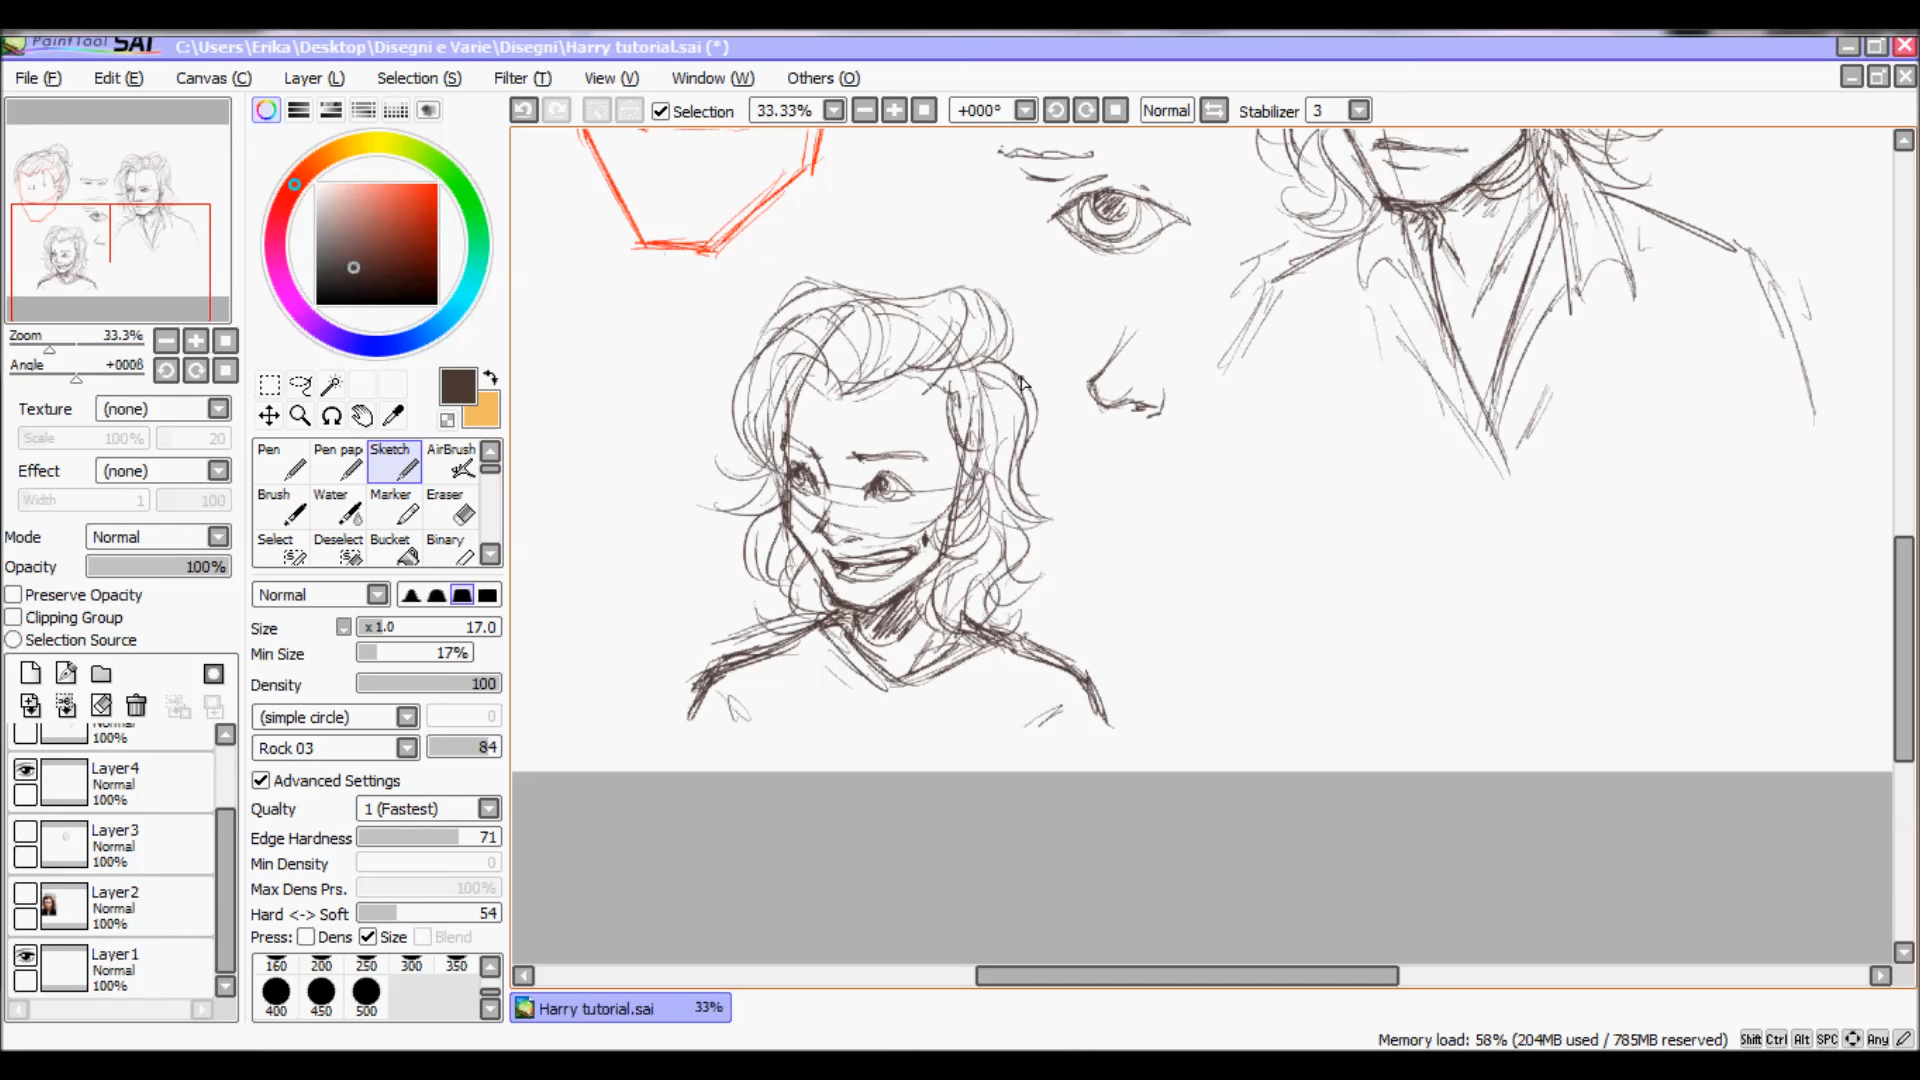 PaintTool SAI C:\Users\Erika\Desktop\Disegni e Varie\Disegni\Harry tutorial.sai (*)
File (F) Edit (E) Canvas (C) Layer (L) Selection (S) Filter (T) View (V) Window (W) Others (O)
Selection 33.33% +000° Normal Stabilizer 3
Zoom 33.3%
Angle +0006
Texture (none)
Scale 100% 20
Effect (none)
Width 1 100
Mode Normal
Opacity 100%
Preserve Opacity
Clipping Group
Selection Source
Normal
100%
Layer4
Normal
100%
Layer3
Normal
100%
Layer2
Normal
100%
Layer1
Normal
100%
Pen Pen pap Sketch AirBrush
Brush Water Marker Eraser
Select Deselect Bucket Binary
Normal
Size x 1.0 17.0
Min Size 17%
Density 100
(simple circle) 0
Rock 03 84
Advanced Settings
Qualty 1 (Fastest)
Edge Hardness 71
Min Density 0
Max Dens Prs. 100%
Hard <-> Soft 54
Press: Dens Size Blend
160 200 250 300 350
400 450 500
Harry tutorial.sai 33%
Memory load: 58% (204MB used / 785MB reserved) Shift Ctrl Alt SPC Any